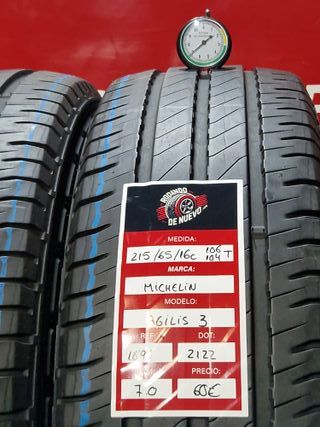 RODANDO
DE NUEVO
MEDIDA:
215/65/16C 106/104 T
MARCA:
MICHELIN
MODELO:
AGILIS 3
REF: DOT:
2122
PRECIO:
7.0 60€